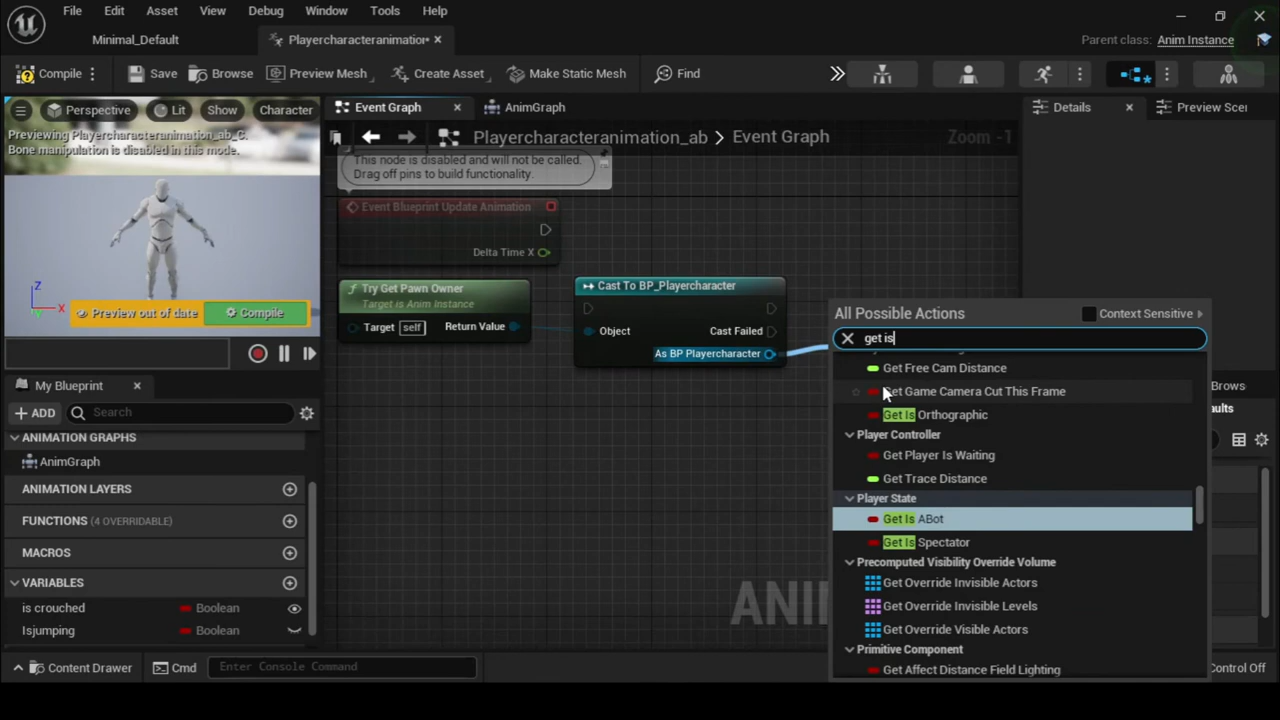 File Edit Asset View Debug Window Tools Help
Minimal_Default
Playercharacteranimation•
Parent class: Anim Instance
Compile
Save
Browse
Preview Mesh
Create Asset
Make Static Mesh
Find
Perspective
Lit
Show
Character
Previewing Playercharacteranimation_ab_C.
Bone manipulation is disabled in this mode.
Z
X
Preview out of date
Compile
Event Graph
AnimGraph
Playercharacteranimation_ab > Event Graph
Zoom -1
This node is disabled and will not be called.
Drag off pins to build functionality.
Event Blueprint Update Animation
Delta Time X
Try Get Pawn Owner
Target is Anim Instance
Target self
Return Value
Cast To BP_Playercharacter
Object
Cast Failed
As BP Playercharacter
All Possible Actions
Context Sensitive
get is
Get Free Cam Distance
Get Game Camera Cut This Frame
Get Is Orthographic
Player Controller
Get Player Is Waiting
Get Trace Distance
Player State
Get Is ABot
Get Is Spectator
Precomputed Visibility Override Volume
Get Override Invisible Actors
Get Override Invisible Levels
Get Override Visible Actors
Primitive Component
Get Affect Distance Field Lighting
Details
Preview Scer
Brows
aults
My Blueprint
ADD
Search
ANIMATION GRAPHS
AnimGraph
ANIMATION LAYERS
FUNCTIONS (4 OVERRIDABLE)
MACROS
VARIABLES
is crouched Boolean
Isjumping Boolean
ANI
Content Drawer
Cmd
Enter Console Command
Control Off